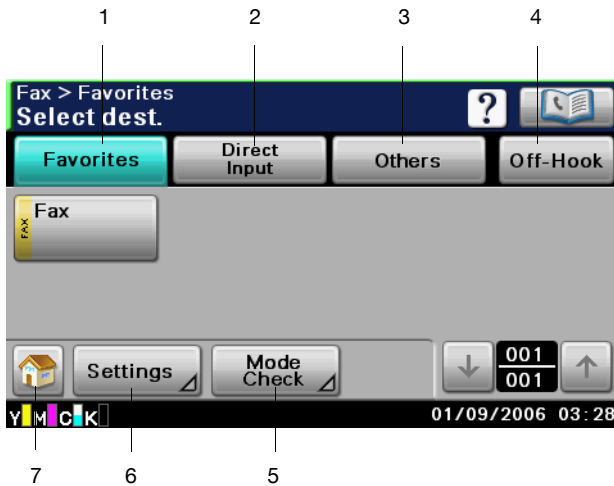 1 2 3 4
Fax > Favorites
Select dest.
?
Favorites
Direct
Input
Others
Off-Hook
Fax
FAX
Settings
Mode
Check
001
001
Y M C K
01/09/2006 03:28
7 6 5